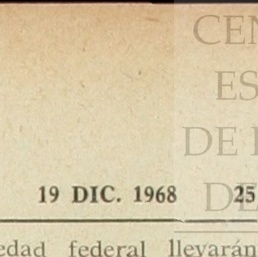 CEN
ES
DE
DE
19 DIC. 1968 25
edad federal llevarán